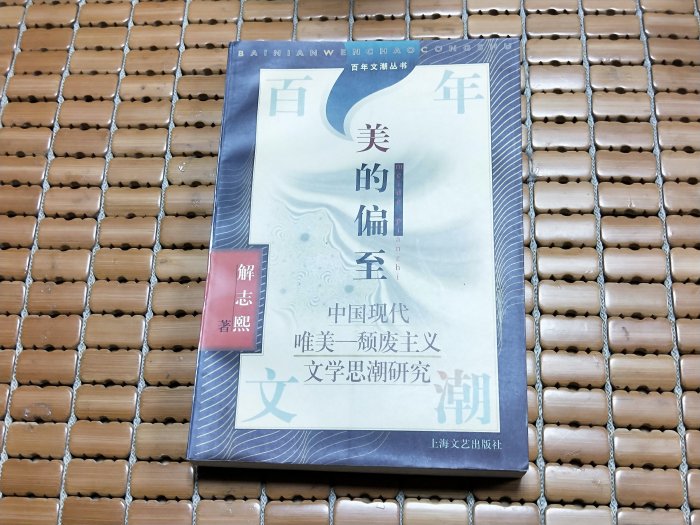 BAINIANWENCHAOCONGSHU
百年文潮丛书
百年
美的偏至
解志熙
著
中国现代
唯美—颓废主义
文学思潮研究
文潮
上海文艺出版社